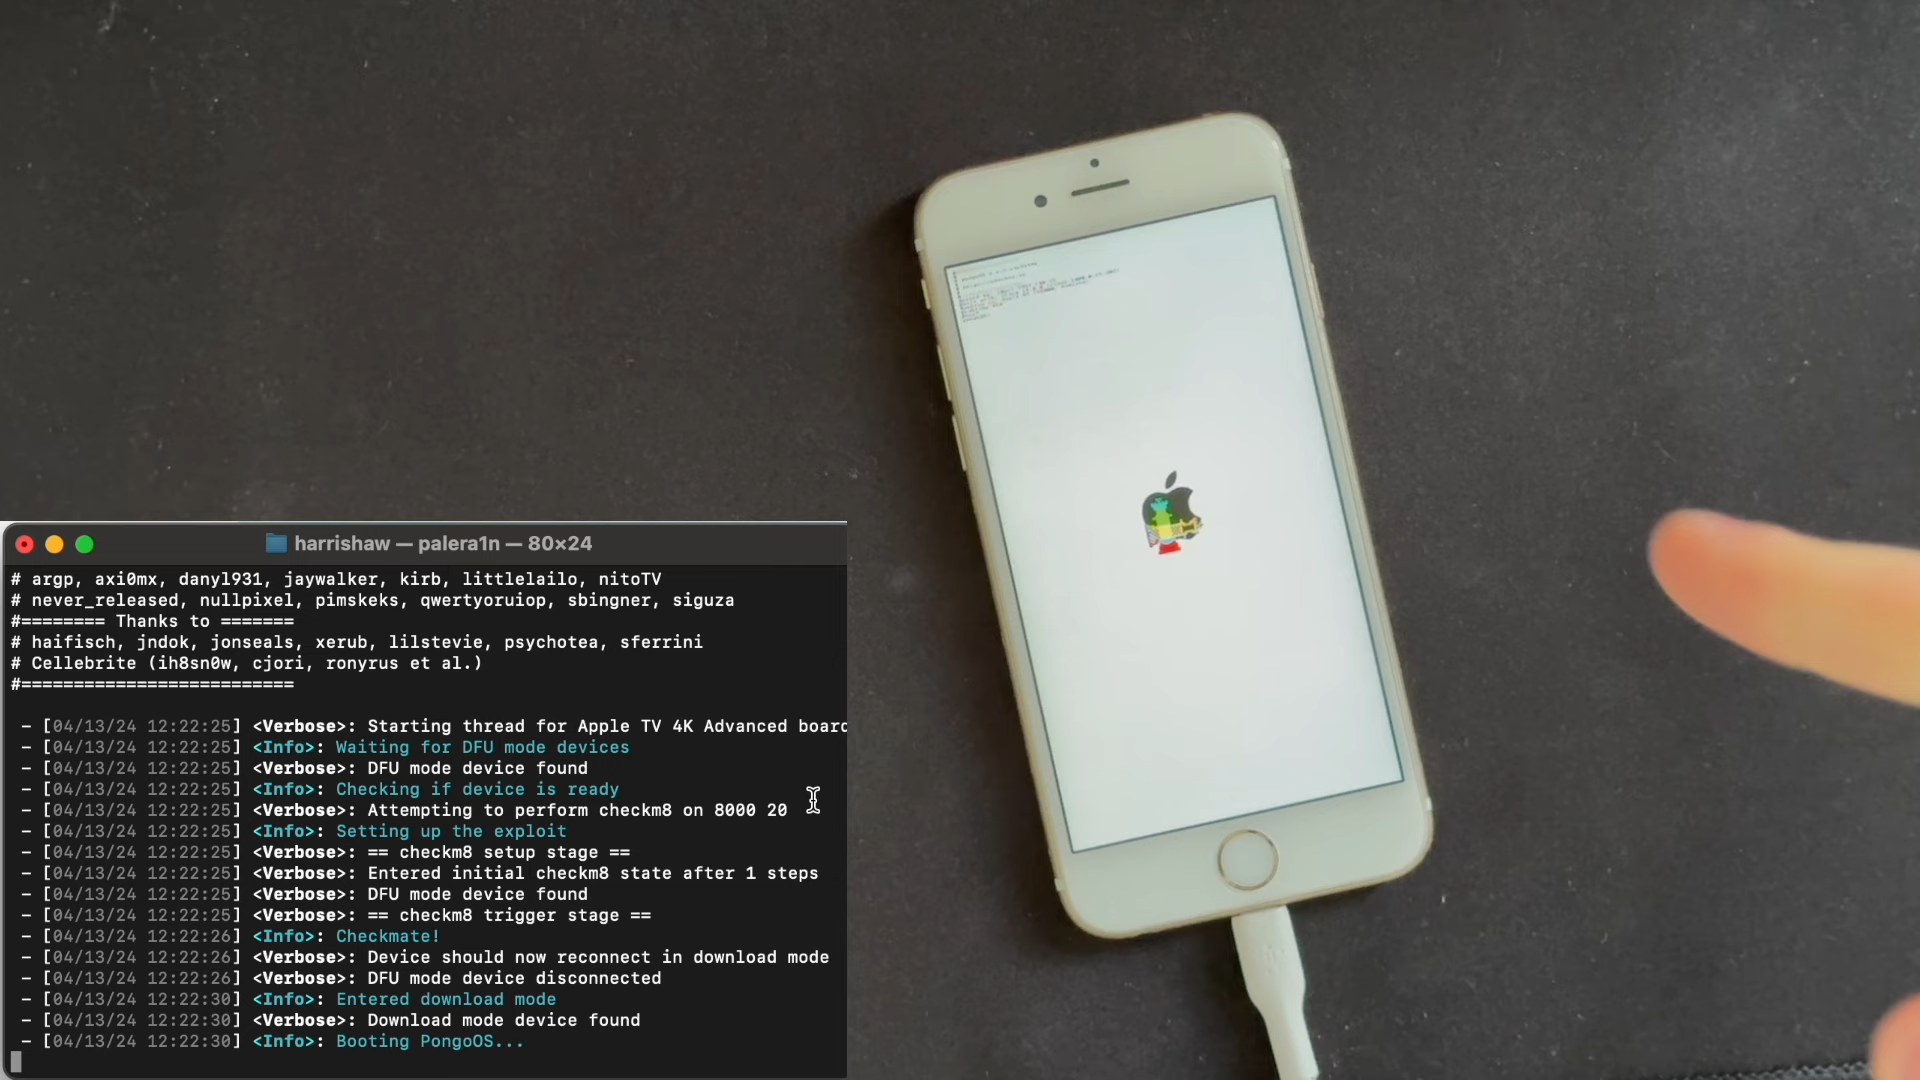 harrishaw — palera1n — 80×24
# argp, axi0mx, danyl931, jaywalker, kirb, littlelailo, nitoTV
# never_released, nullpixel, pimskeks, qwertyoruiop, sbingner, siguza
#======== Thanks to =======
# haifisch, jndok, jonseals, xerub, lilstevie, psychotea, sferrini
# Cellebrite (ih8sn0w, cjori, ronyrus et al.)
#==========================
- [04/13/24 12:22:25] <Verbose>: Starting thread for Apple TV 4K Advanced board
- [04/13/24 12:22:25] <Info>: Waiting for DFU mode devices
- [04/13/24 12:22:25] <Verbose>: DFU mode device found
- [04/13/24 12:22:25] <Info>: Checking if device is ready
- [04/13/24 12:22:25] <Verbose>: Attempting to perform checkm8 on 8000 20
- [04/13/24 12:22:25] <Info>: Setting up the exploit
- [04/13/24 12:22:25] <Verbose>: == checkm8 setup stage ==
- [04/13/24 12:22:25] <Verbose>: Entered initial checkm8 state after 1 steps
- [04/13/24 12:22:25] <Verbose>: DFU mode device found
- [04/13/24 12:22:25] <Verbose>: == checkm8 trigger stage ==
- [04/13/24 12:22:26] <Info>: Checkmate!
- [04/13/24 12:22:26] <Verbose>: Device should now reconnect in download mode
- [04/13/24 12:22:26] <Verbose>: DFU mode device disconnected
- [04/13/24 12:22:30] <Info>: Entered download mode
- [04/13/24 12:22:30] <Verbose>: Download mode device found
- [04/13/24 12:22:30] <Info>: Booting PongoOS...